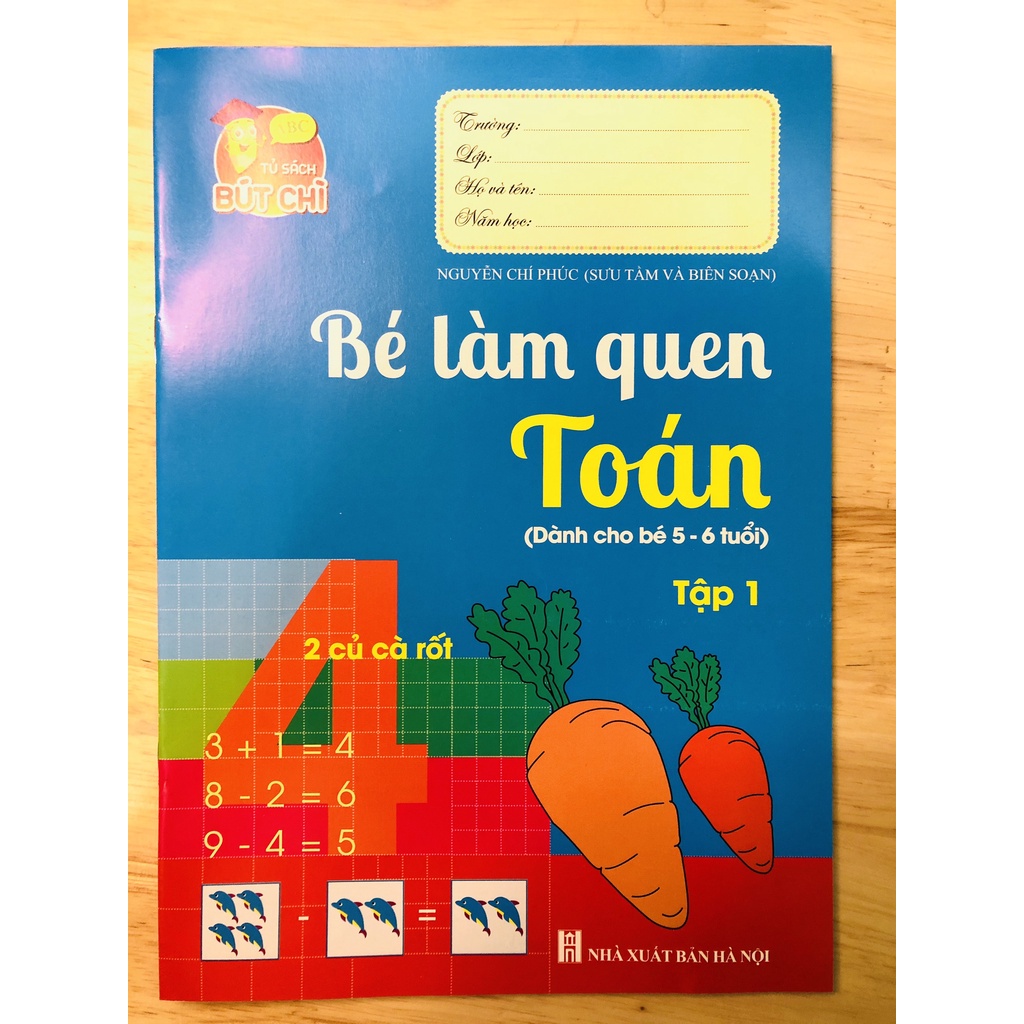 ABC
TỦ SÁCH
BÚT CHÌ
Trường:
Lớp:
Họ và tên:
Năm học:
NGUYỄN CHÍ PHÚC (SƯU TẦM VÀ BIÊN SOẠN)
Bé làm quen
Toán
(Dành cho bé 5 - 6 tuổi)
Tập 1
4
2 củ cà rốt
3 + 1 = 4
8 - 2 = 6
9 - 4 = 5
- =
NHÀ XUẤT BẢN HÀ NỘI